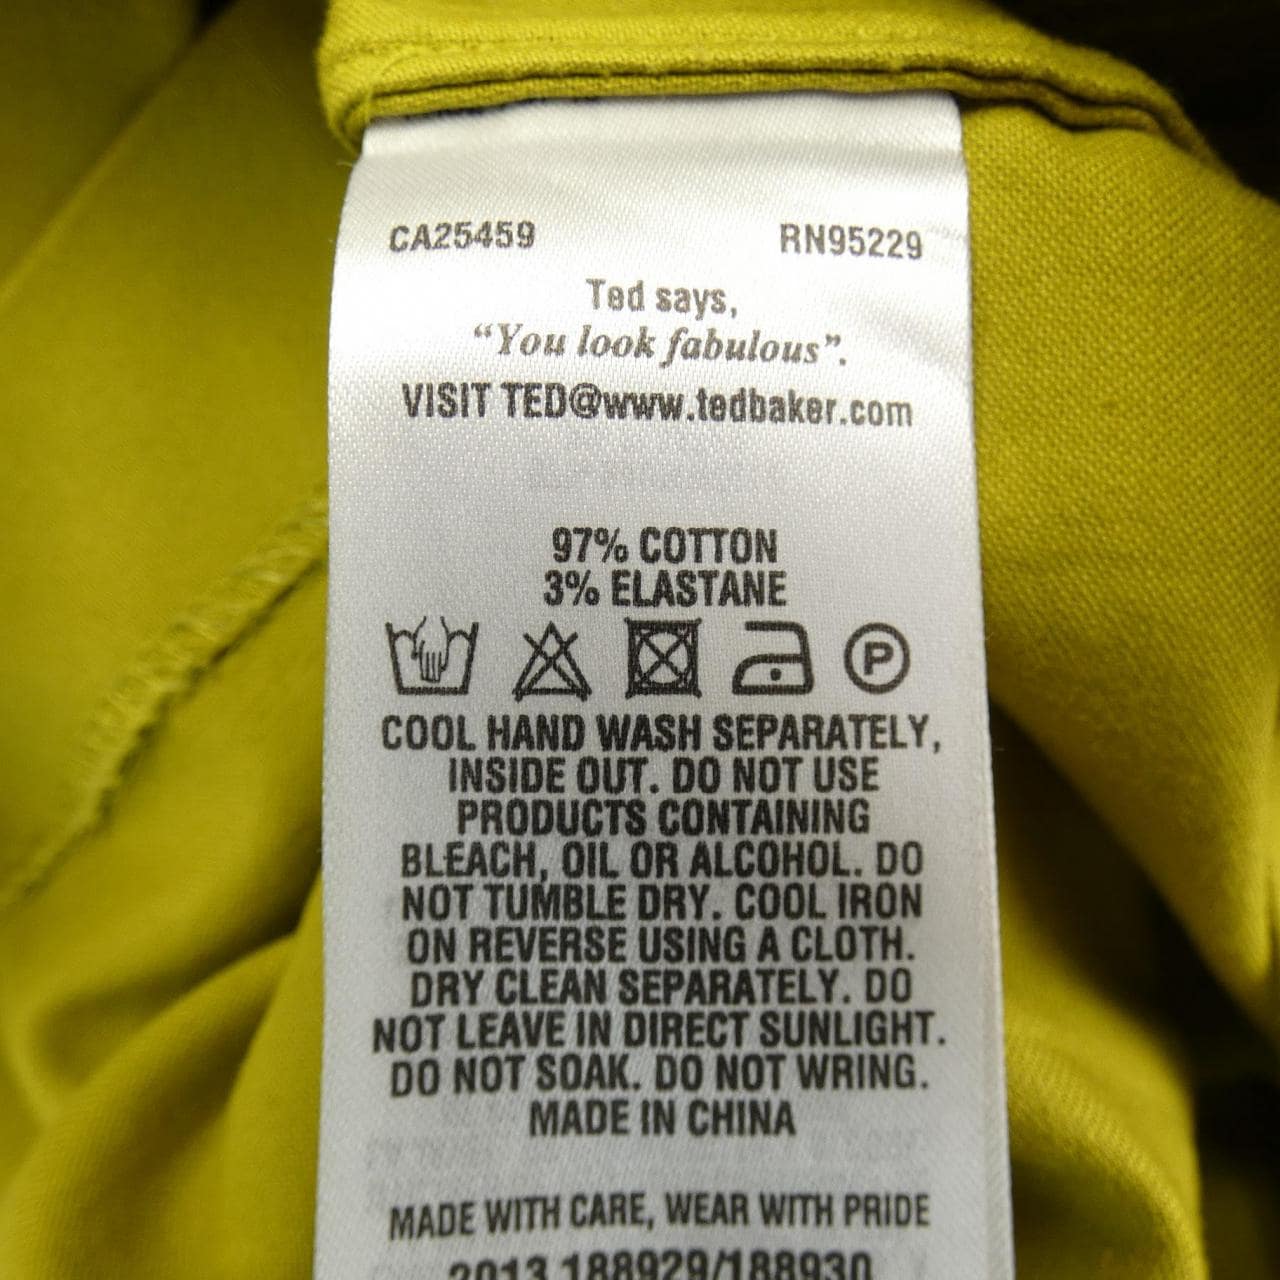 CA25459 RN95229
Ted says,
“You look fabulous”.
VISIT TED@www.tedbaker.com
97% COTTON
3% ELASTANE
P
COOL HAND WASH SEPARATELY,
INSIDE OUT. DO NOT USE
PRODUCTS CONTAINING
BLEACH, OIL OR ALCOHOL. DO
NOT TUMBLE DRY. COOL IRON
ON REVERSE USING A CLOTH.
DRY CLEAN SEPARATELY. DO
NOT LEAVE IN DIRECT SUNLIGHT.
DO NOT SOAK. DO NOT WRING.
MADE IN CHINA
MADE WITH CARE, WEAR WITH PRIDE
2013 188929/188930